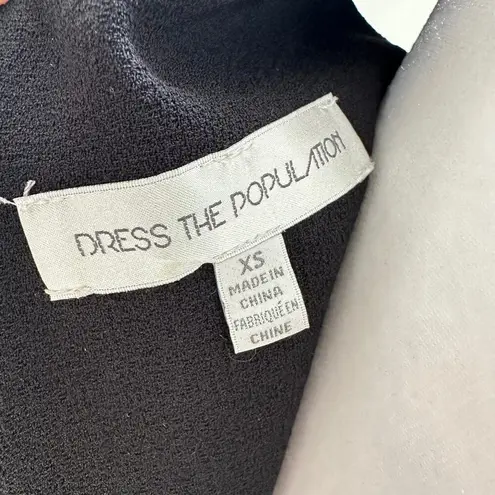 DRESS THE POPULATION
XS
MADE IN
CHINA
FABRIQUÉ EN
CHINE